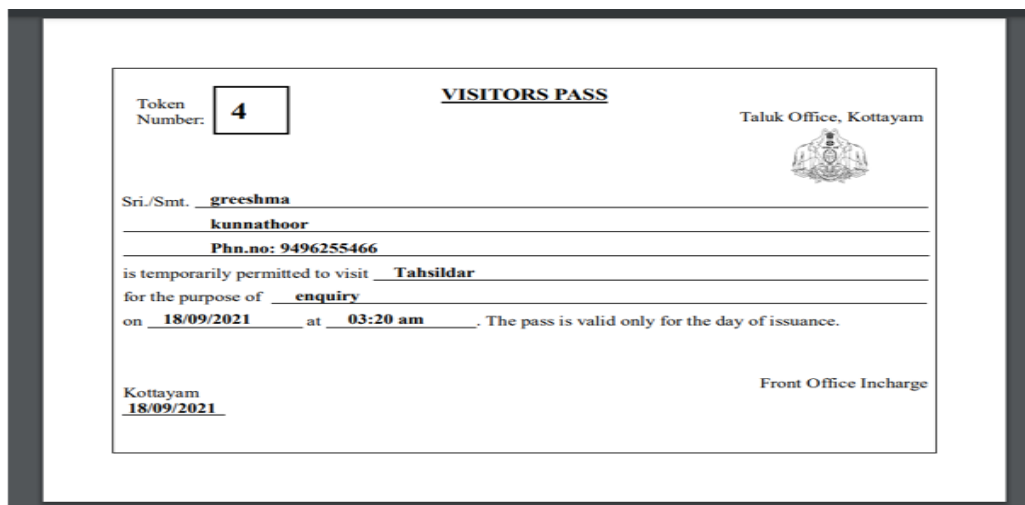 VISITORS PASS
Token
Number: 4
Taluk Office, Kottayam
Sri./Smt. greeshma
kunnathoor
Phn.no: 9496255466
is temporarily permitted to visit Tahsildar
for the purpose of enquiry
on 18/09/2021 at 03:20 am . The pass is valid only for the day of issuance.
Front Office Incharge
Kottayam
18/09/2021